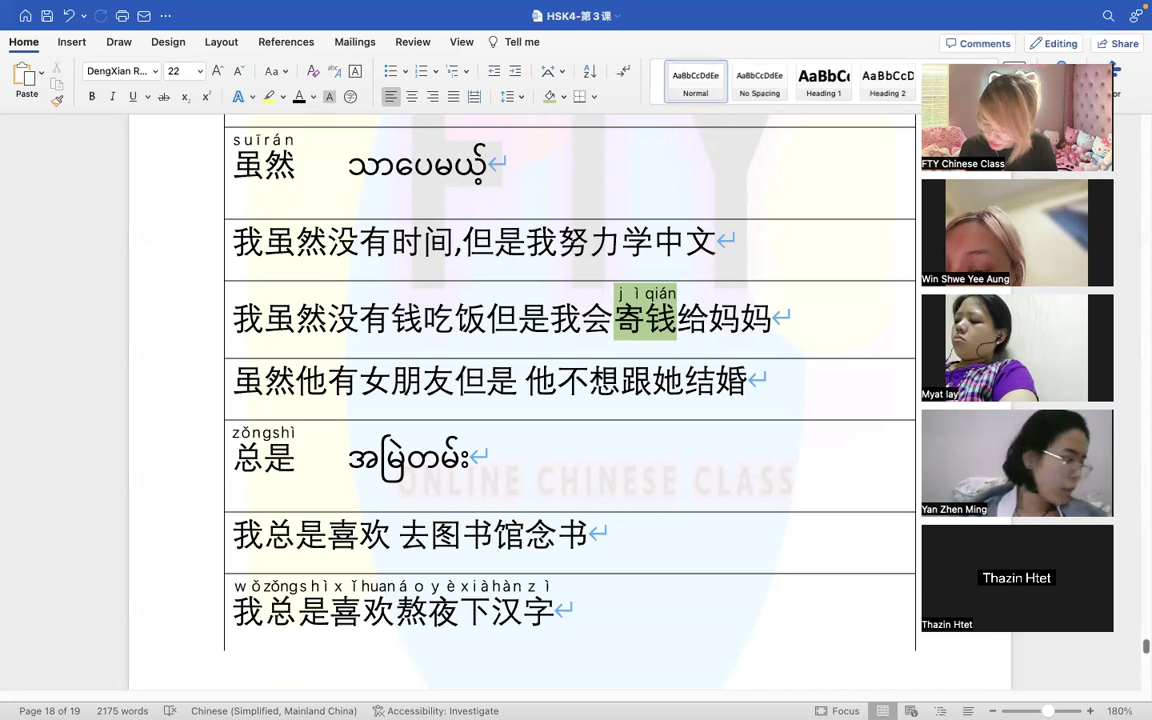 HSK4-第3课
Home Insert Draw Design Layout References Mailings Review View Tell me
Comments Editing Share
Paste
DengXian R... 22
AaBbCcDdEe AaBbCcDdEe AaBbCc AaBbCcD
Normal No Spacing Heading 1 Heading 2
suīrán
虽然 သာပေမယ့်
我虽然没有时间,但是我努力学中文
jì qián
我虽然没有钱吃饭但是我会寄钱给妈妈
虽然他有女朋友但是 他不想跟她结婚
zǒngshì
总是 အမြဲတမ်း
ONLINE CHINESE CLASS
我总是喜欢 去图书馆念书
wǒzǒngshìxǐhuanáoyèxiàhànzì
我总是喜欢熬夜下汉字
FTY Chinese Class
Win Shwe Yee Aung
Myat lay
Yan Zhen Ming
Thazin Htet
Thazin Htet
Page 18 of 19 2175 words Chinese (Simplified, Mainland China) Accessibility: Investigate Focus 180%